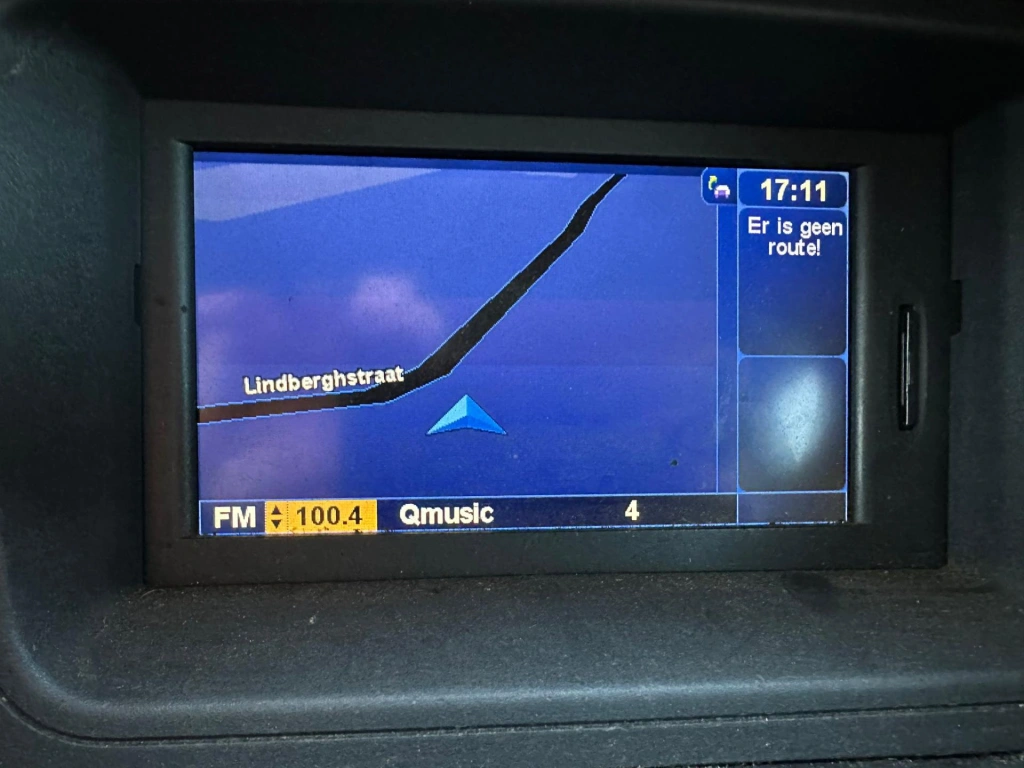 17:11
Er is geen
route!
Lindberghstraat
FM 100.4 Qmusic 4